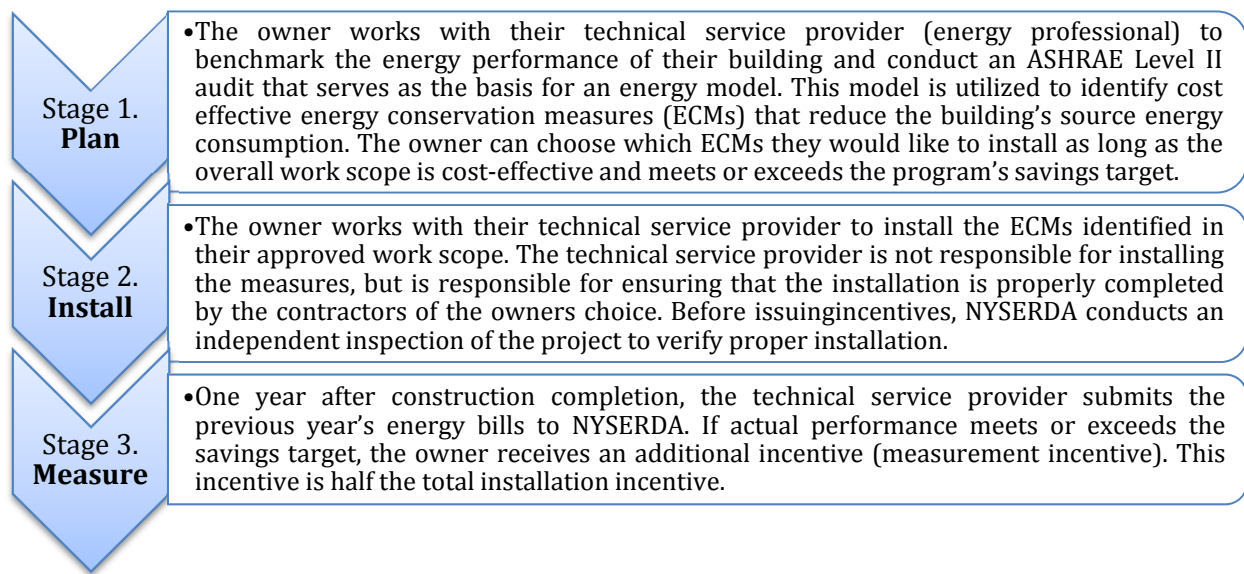 Stage 1.
Plan
•The owner works with their technical service provider (energy professional) to
benchmark the energy performance of their building and conduct an ASHRAE Level II
audit that serves as the basis for an energy model. This model is utilized to identify cost
effective energy conservation measures (ECMs) that reduce the building's source energy
consumption. The owner can choose which ECMs they would like to install as long as the
overall work scope is cost-effective and meets or exceeds the program's savings target.
Stage 2.
Install
•The owner works with their technical service provider to install the ECMs identified in
their approved work scope. The technical service provider is not responsible for installing
the measures, but is responsible for ensuring that the installation is properly completed
by the contractors of the owners choice. Before issuingincentives, NYSERDA conducts an
independent inspection of the project to verify proper installation.
Stage 3.
Measure
•One year after construction completion, the technical service provider submits the
previous year's energy bills to NYSERDA. If actual performance meets or exceeds the
savings target, the owner receives an additional incentive (measurement incentive). This
incentive is half the total installation incentive.